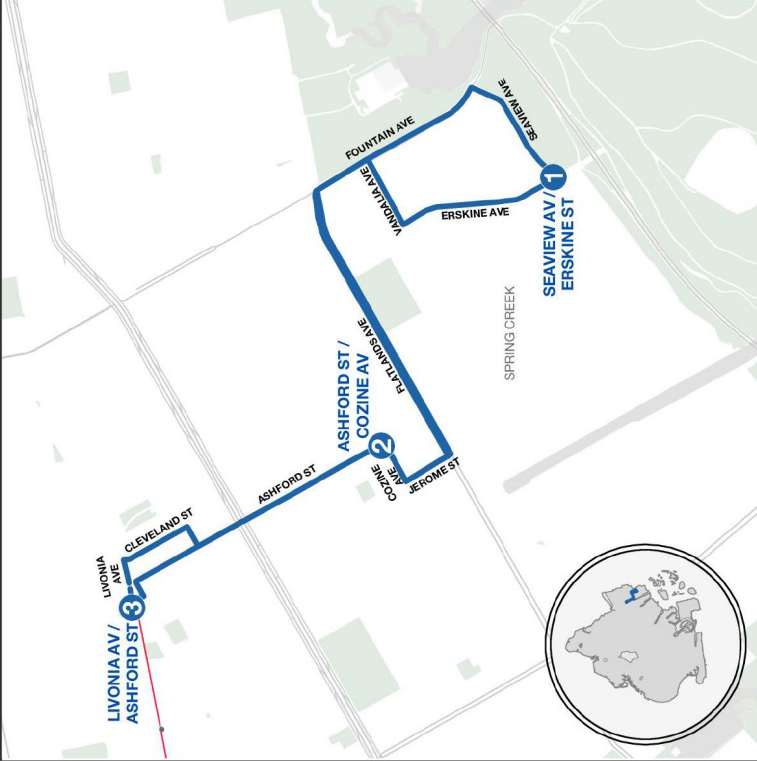 SEAVIEW AVE
FOUNTAIN AVE
VANDALIA AVE
ERSKINE AVE
1
SEAVIEW AV /
ERSKINE ST
SPRING CREEK
FLATLANDS AVE
ASHFORD ST /
COZINE AV
2
COZINE
AVE
JEROME ST
ASHFORD ST
CLEVELAND ST
LIVONIA
AVE
3
LIVONIA AV /
ASHFORD ST